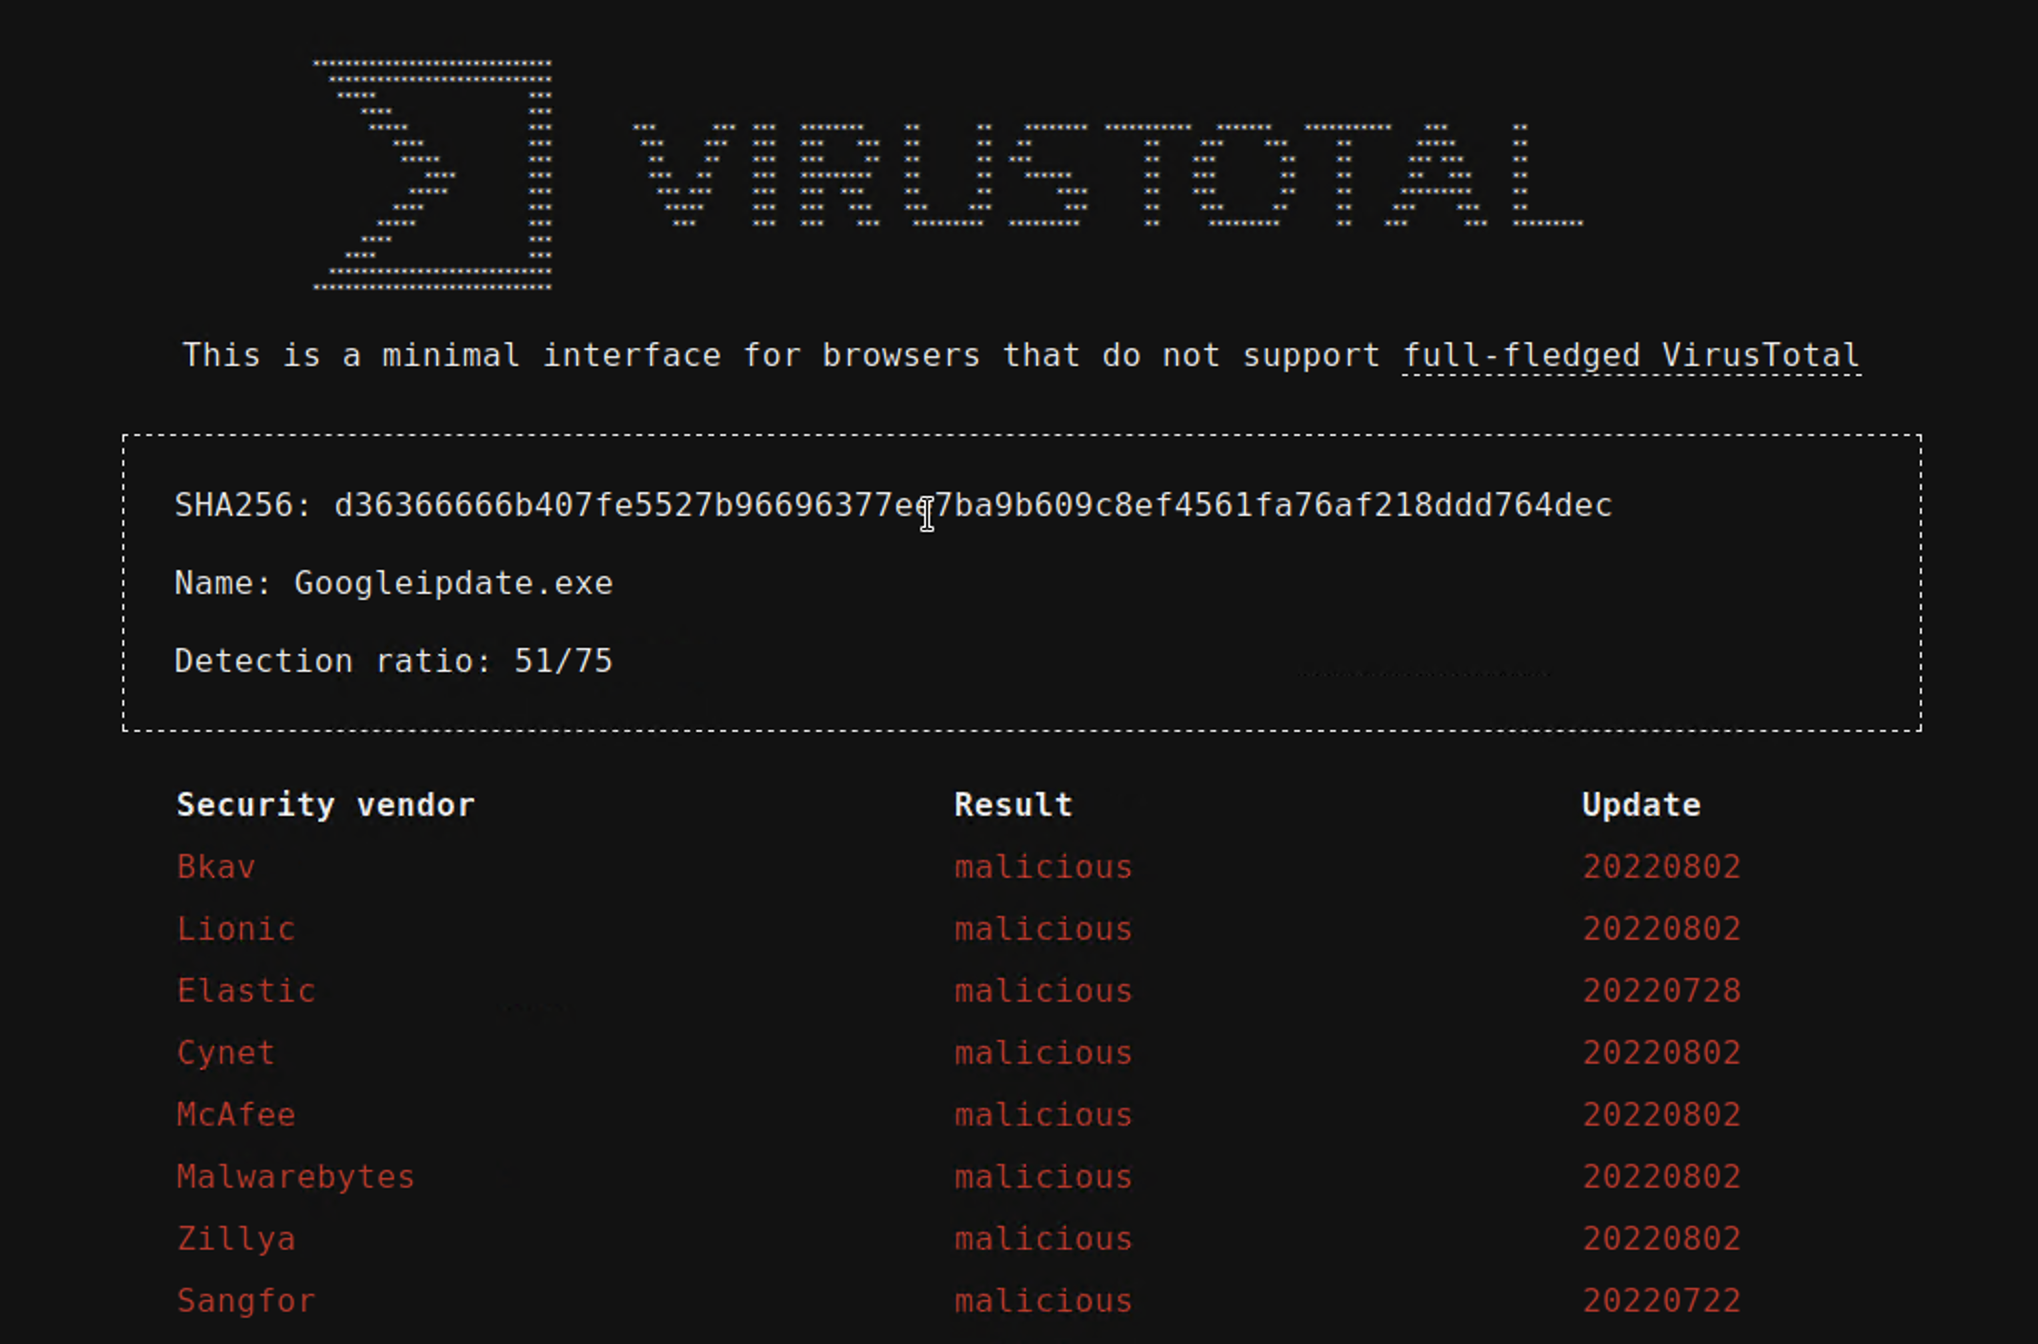 VIRUSTOTAL
This is a minimal interface for browsers that do not support full-fledged VirusTotal
SHA256: d36366666b407fe5527b96696377ee7ba9b609c8ef4561fa76af218ddd764dec
Name: Googleipdate.exe
Detection ratio: 51/75
Security vendor Result Update
Bkav malicious 20220802
Lionic malicious 20220802
Elastic malicious 20220728
Cynet malicious 20220802
McAfee malicious 20220802
Malwarebytes malicious 20220802
Zillya malicious 20220802
Sangfor malicious 20220722